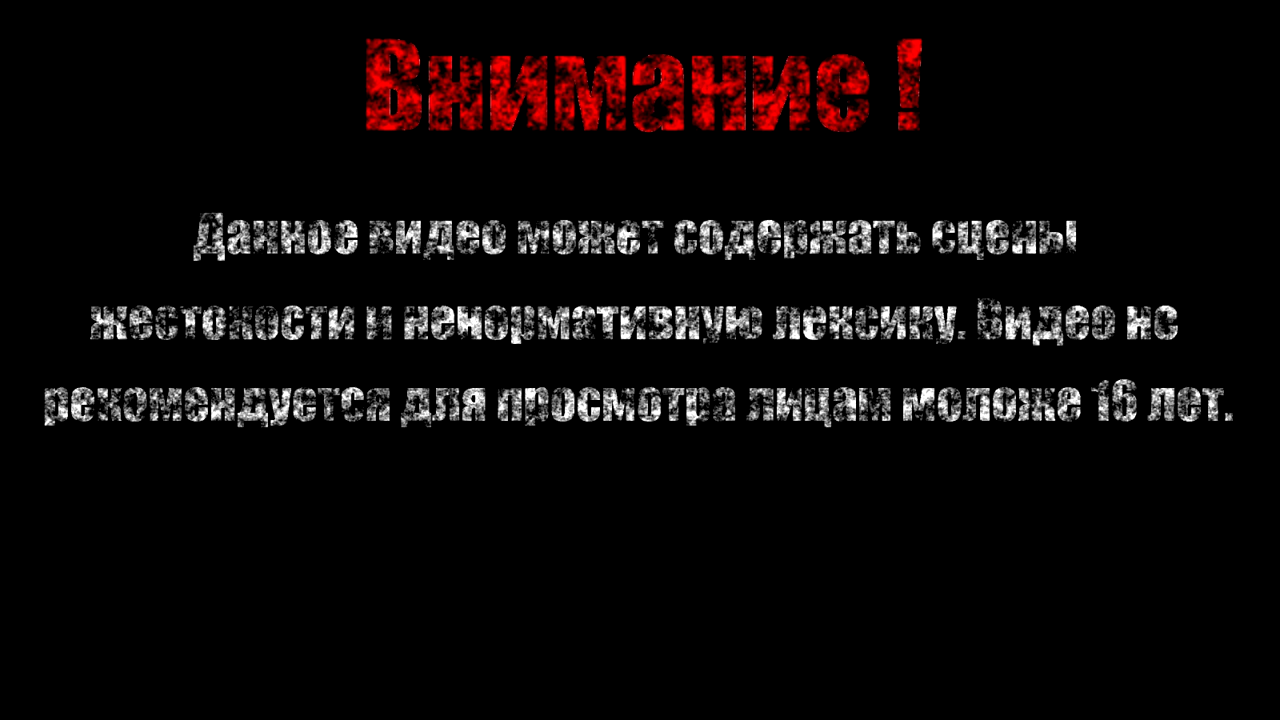 Внимание !
Данное видео может содержать сцены
жестокости и ненормативную лексику. Видео не
рекомендуется для просмотра лицам моложе 16 лет.